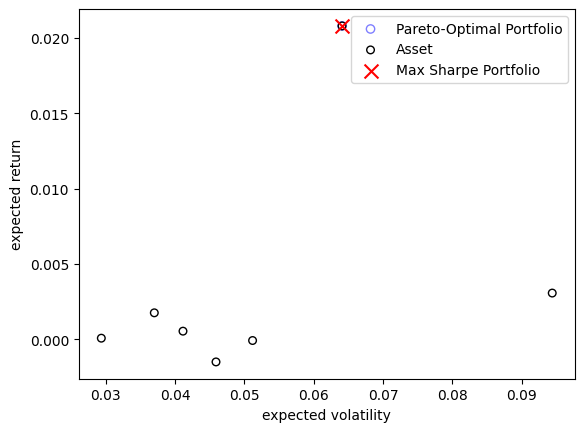 Pareto-Optimal Portfolio
Asset
Max Sharpe Portfolio
0.020
0.015
0.010
0.005
0.000
expected return
0.03 0.04 0.05 0.06 0.07 0.08 0.09
expected volatility